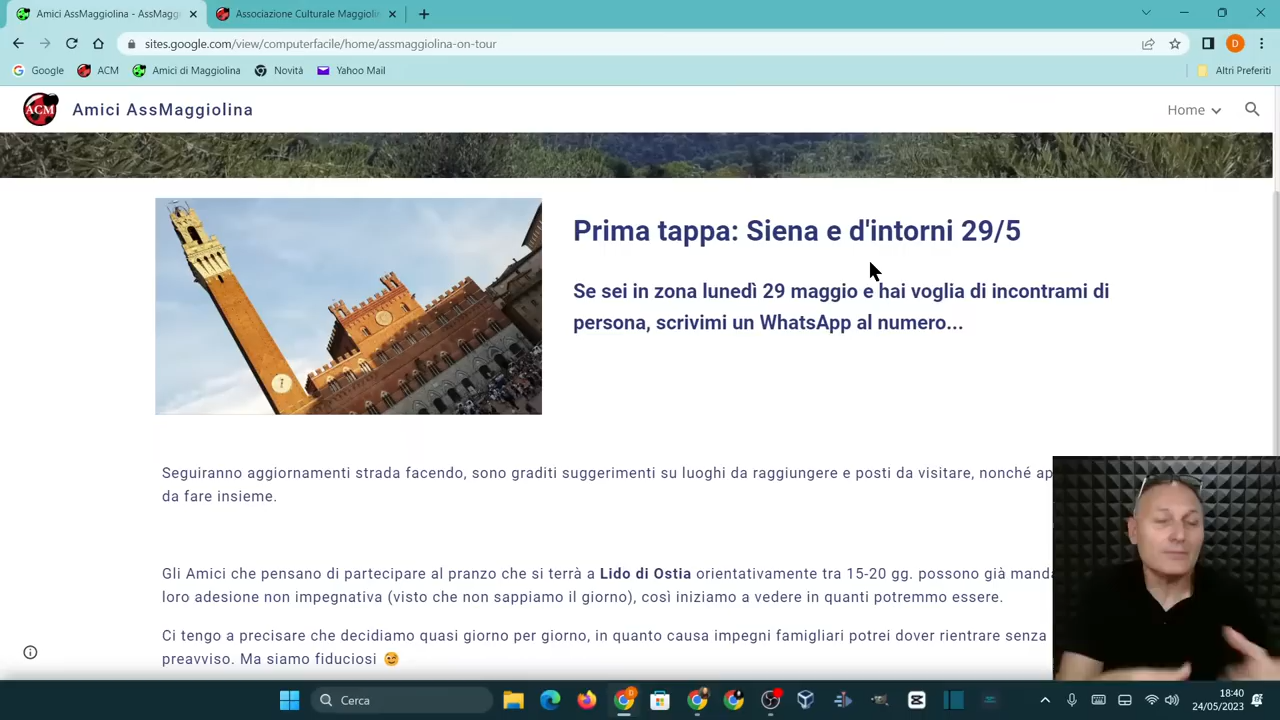 Amici AssMaggiolina - AssMagg
Associazione Culturale Maggiolin
sites.google.com/view/computerfacile/home/assmaggiolina-on-tour
D
Google
ACM
Amici di Maggiolina
Novità
Yahoo Mail
Altri Preferiti
ACM
Amici AssMaggiolina
Home
Prima tappa: Siena e d'intorni 29/5
Se sei in zona lunedì 29 maggio e hai voglia di incontrami di
persona, scrivimi un WhatsApp al numero...
Seguiranno aggiornamenti strada facendo, sono graditi suggerimenti su luoghi da raggiungere e posti da visitare, nonché ap
da fare insieme.
Gli Amici che pensano di partecipare al pranzo che si terrà a Lido di Ostia orientativamente tra 15-20 gg. possono già manda
loro adesione non impegnativa (visto che non sappiamo il giorno), così iniziamo a vedere in quanti potremmo essere.
Ci tengo a precisare che decidiamo quasi giorno per giorno, in quanto causa impegni famigliari potrei dover rientrare senza
preavviso. Ma siamo fiduciosi 😊
Cerca
18:40
24/05/2023